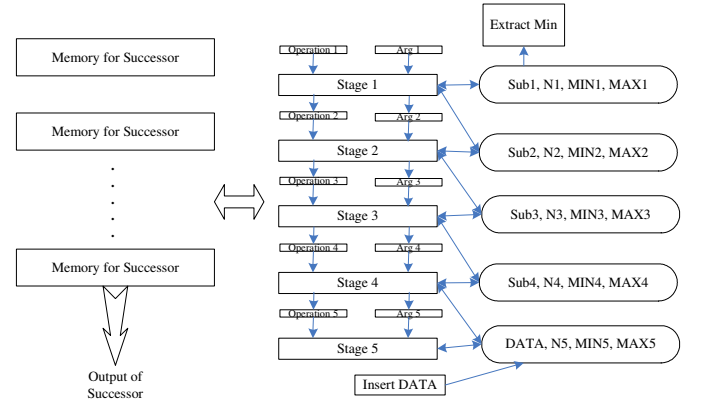 Extract Min
Memory for Successor
Operation 1
Arg 1
Stage 1
Sub1, N1, MIN1, MAX1
Operation 2
Arg 2
Memory for Successor
Stage 2
Sub2, N2, MIN2, MAX2
Operation 3
Arg 3
Stage 3
Sub3, N3, MIN3, MAX3
Operation 4
Arg 4
Memory for Successor
Stage 4
Sub4, N4, MIN4, MAX4
Operation 5
Arg 5
Stage 5
DATA, N5, MIN5, MAX5
Output of
Successor
Insert DATA